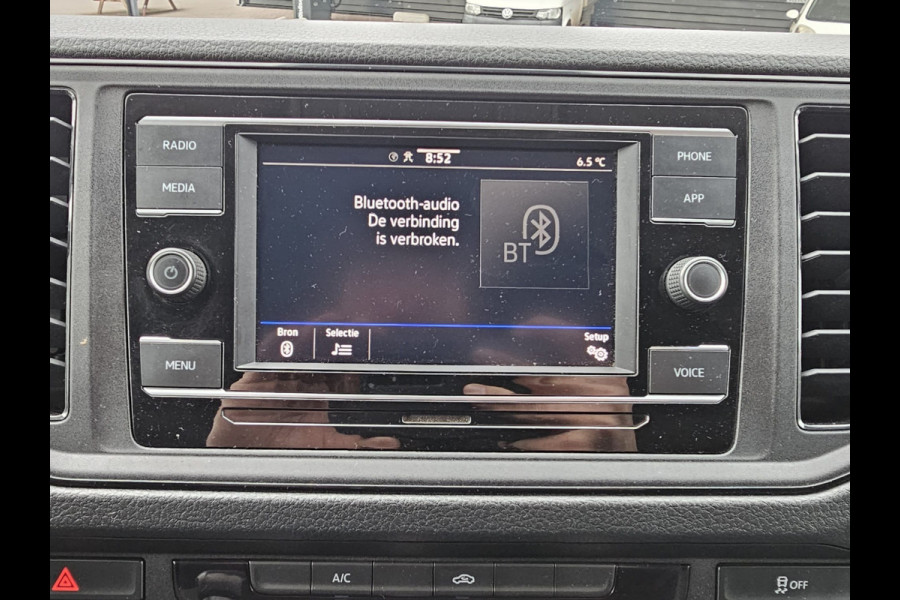 RADIO
MEDIA
MENU
8:52
6.5 °C
Bluetooth-audio
De verbinding
is verbroken.
BT
Bron
Selectie
Setup
PHONE
APP
VOICE
A/C
OFF